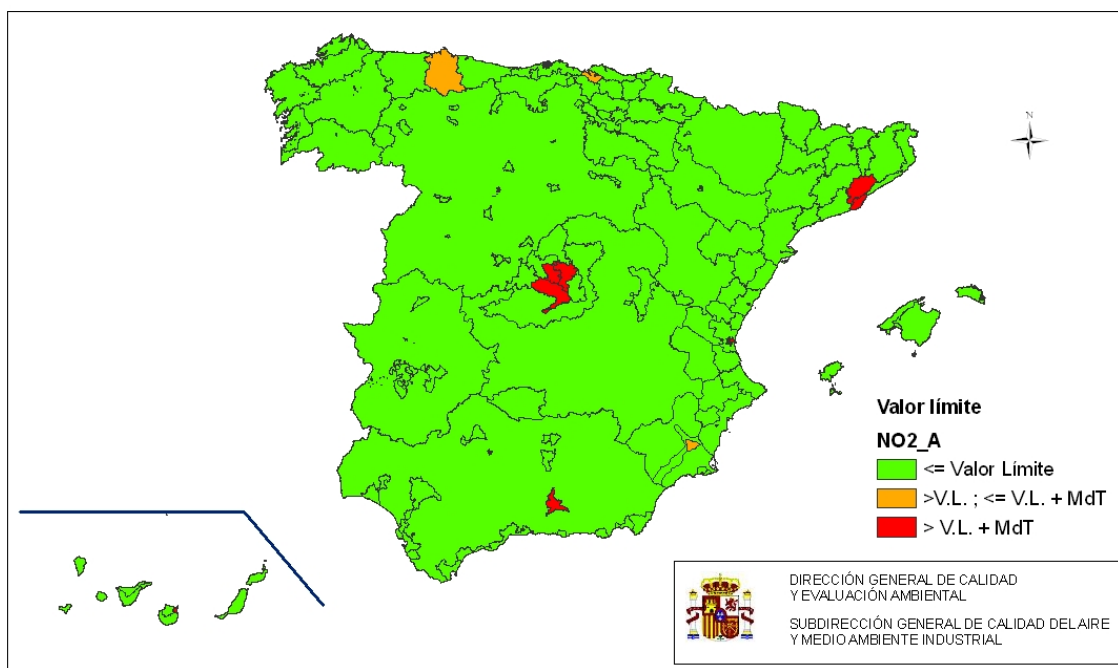 N
Valor límite
NO2_A
<= Valor Límite
>V.L. ; <= V.L. + MdT
> V.L. + MdT
DIRECCIÓN GENERAL DE CALIDAD
Y EVALUACIÓN AMBIENTAL
SUBDIRECCIÓN GENERAL DE CALIDAD DEL AIRE
Y MEDIO AMBIENTE INDUSTRIAL